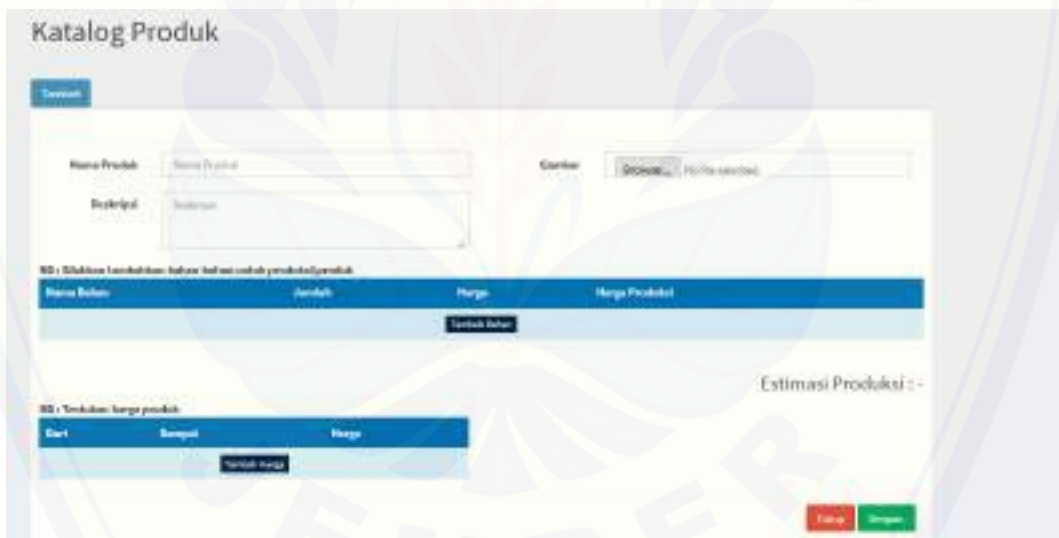 Katalog Produk
Tambah
Nama Produk Nama Produk Gambar Browse... No file selected.
Deskripsi Deskripsi
NB : Silahkan tambahkan bahan-bahan untuk produksi produk
Nama Bahan Jumlah Harga Harga Produksi
Tambah Bahan
Estimasi Produksi : -
NB : Tentukan harga produk
Dari Sampai Harga
Tambah Harga
Tutup Simpan
JEMBER